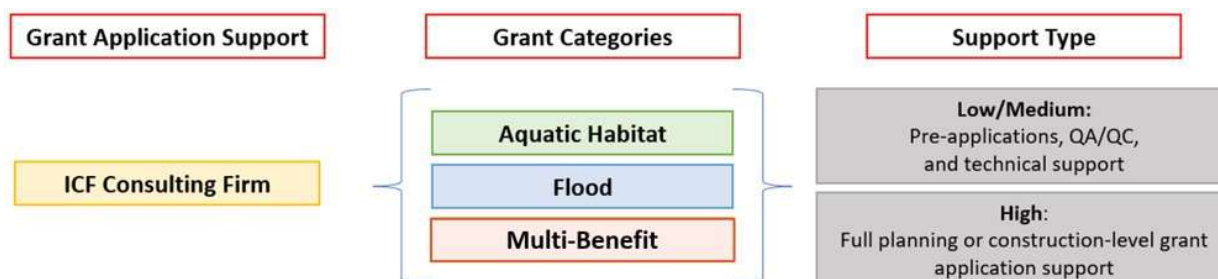 Grant Application Support
Grant Categories
Support Type
ICF Consulting Firm
Aquatic Habitat
Flood
Multi-Benefit
Low/Medium:
Pre-applications, QA/QC,
and technical support
High:
Full planning or construction-level grant
application support